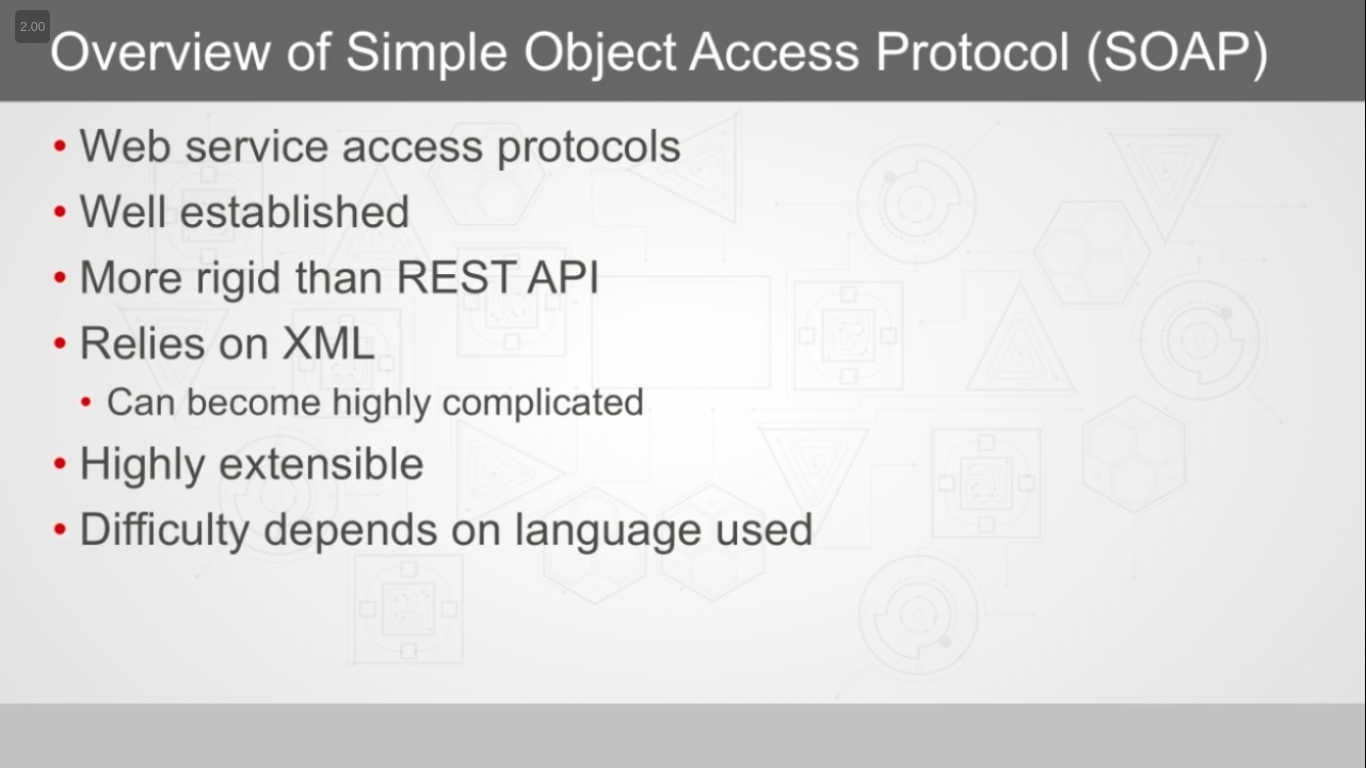 2.00
Overview of Simple Object Access Protocol (SOAP)
• Web service access protocols
• Well established
• More rigid than REST API
• Relies on XML
• Can become highly complicated
• Highly extensible
• Difficulty depends on language used